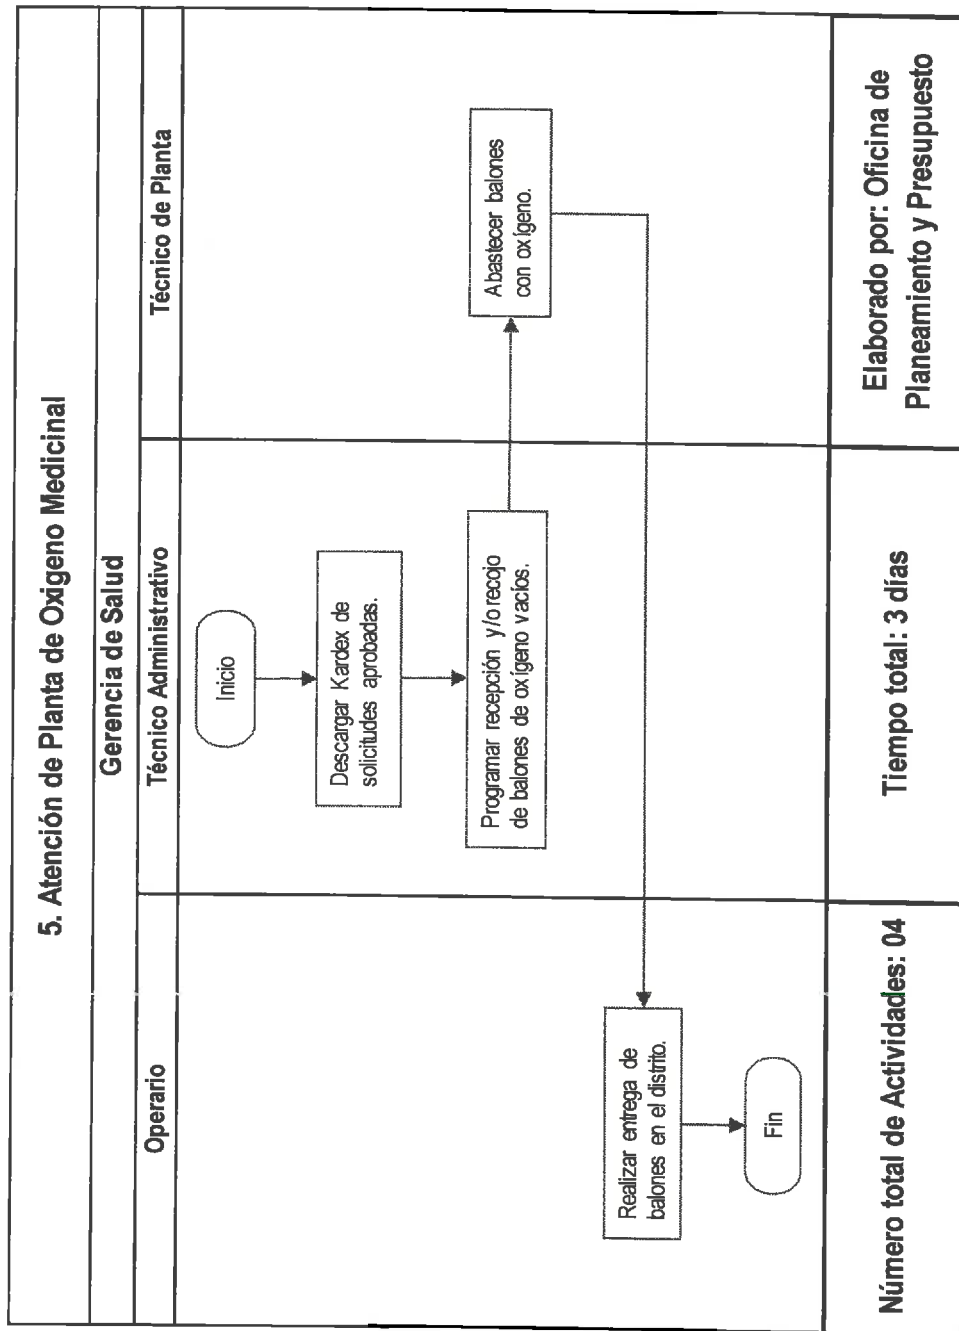 5. Atención de Planta de Oxigeno Medicinal
Gerencia de Salud
Operario
Técnico Administrativo
Técnico de Planta
Inicio
Descargar Kardex de
solicitudes aprobadas.
Programar recepción y/o recojo
de balones de oxígeno vacíos.
Abastecer balones
con oxígeno.
Realizar entrega de
balones en el distrito.
Fin
Número total de Actividades: 04
Tiempo total: 3 días
Elaborado por: Oficina de
Planeamiento y Presupuesto